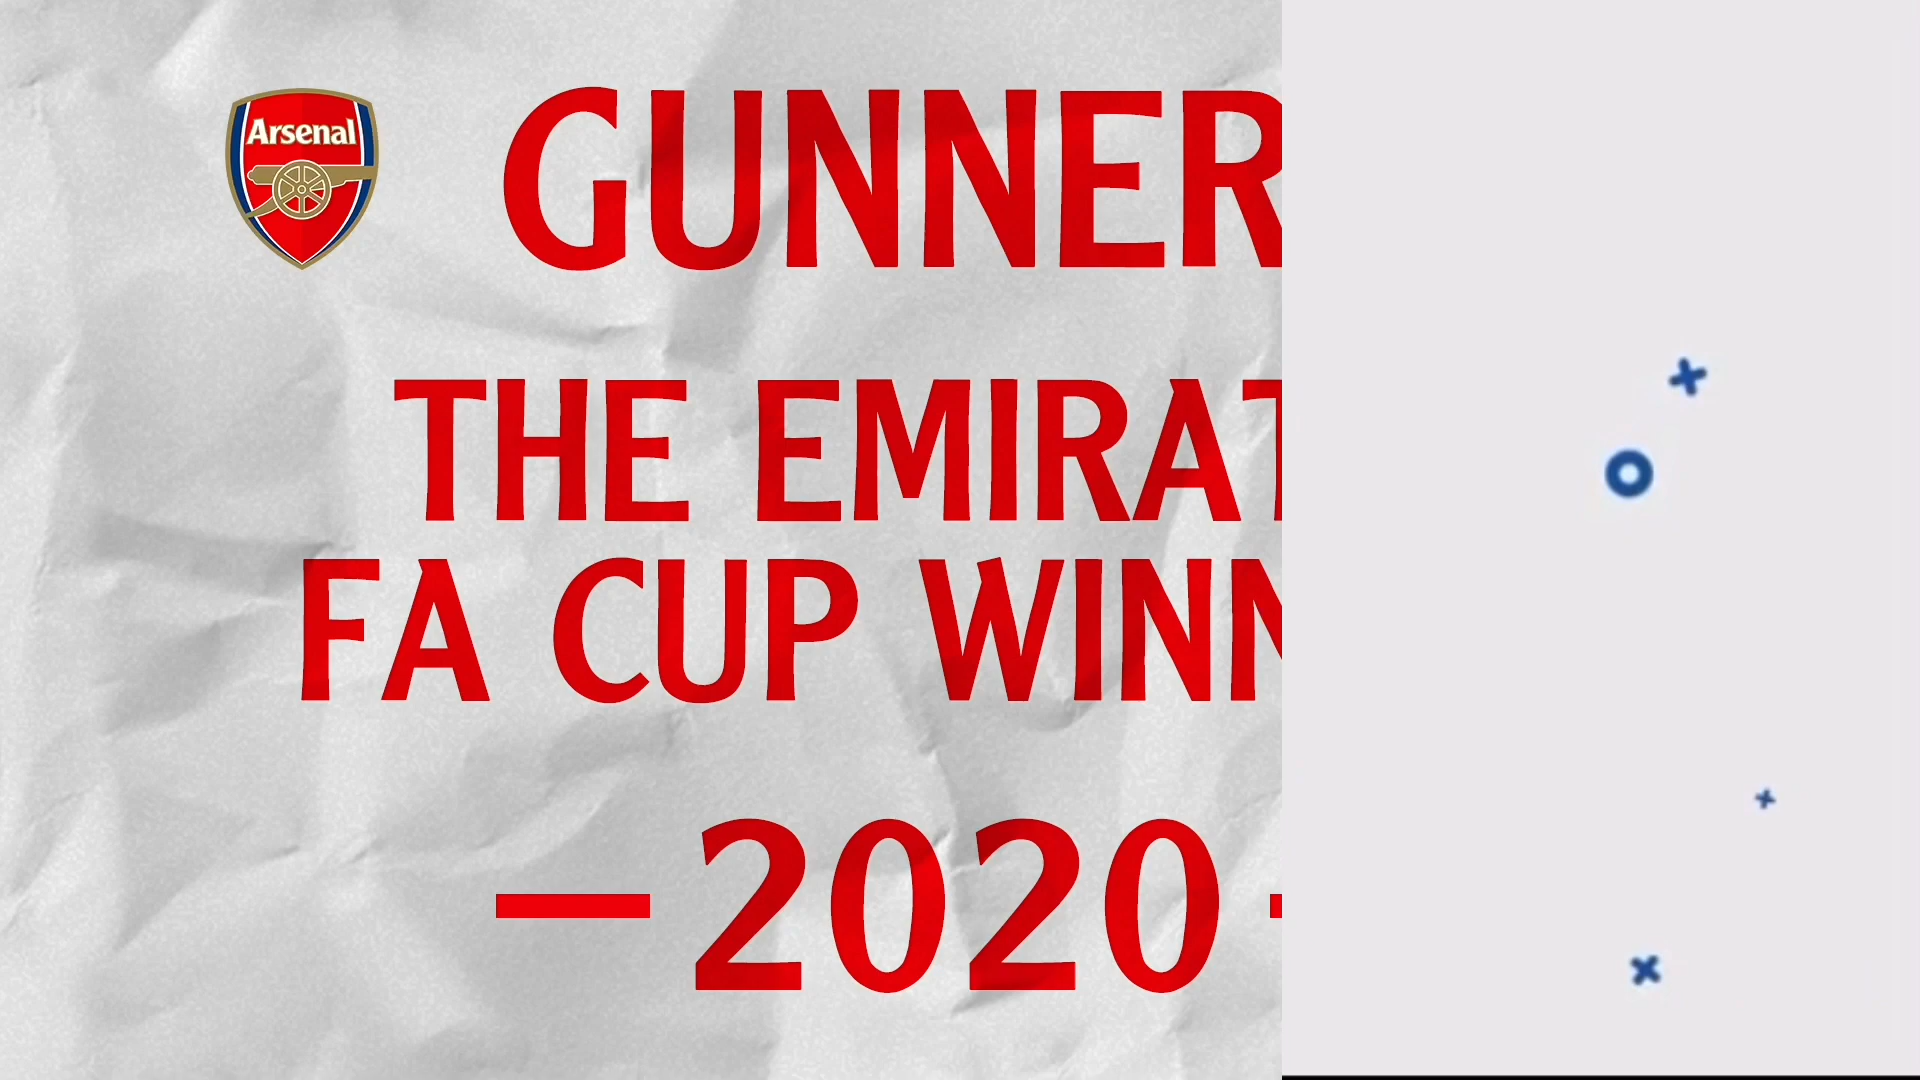 Arsenal
GUNNER
THE EMIRAT
FA CUP WINN
—2020-